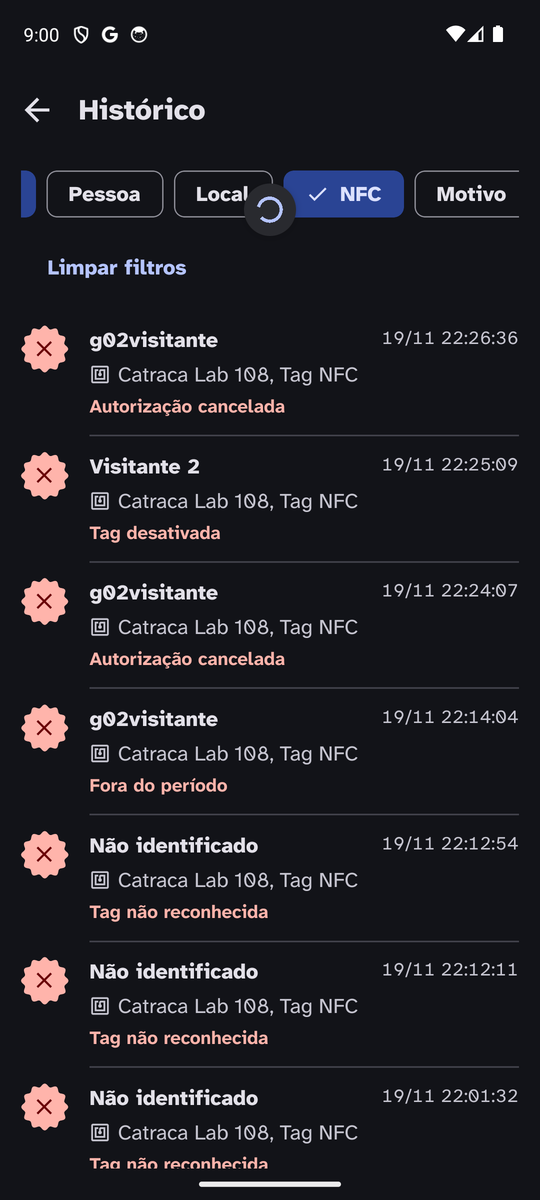 9:00
Histórico
Pessoa
Local
NFC
Motivo
Limpar filtros
g02visitante
19/11 22:26:36
Catraca Lab 108, Tag NFC
Autorização cancelada
Visitante 2
19/11 22:25:09
Catraca Lab 108, Tag NFC
Tag desativada
g02visitante
19/11 22:24:07
Catraca Lab 108, Tag NFC
Autorização cancelada
g02visitante
19/11 22:14:04
Catraca Lab 108, Tag NFC
Fora do período
Não identificado
19/11 22:12:54
Catraca Lab 108, Tag NFC
Tag não reconhecida
Não identificado
19/11 22:12:11
Catraca Lab 108, Tag NFC
Tag não reconhecida
Não identificado
19/11 22:01:32
Catraca Lab 108, Tag NFC
Tag não reconhecida